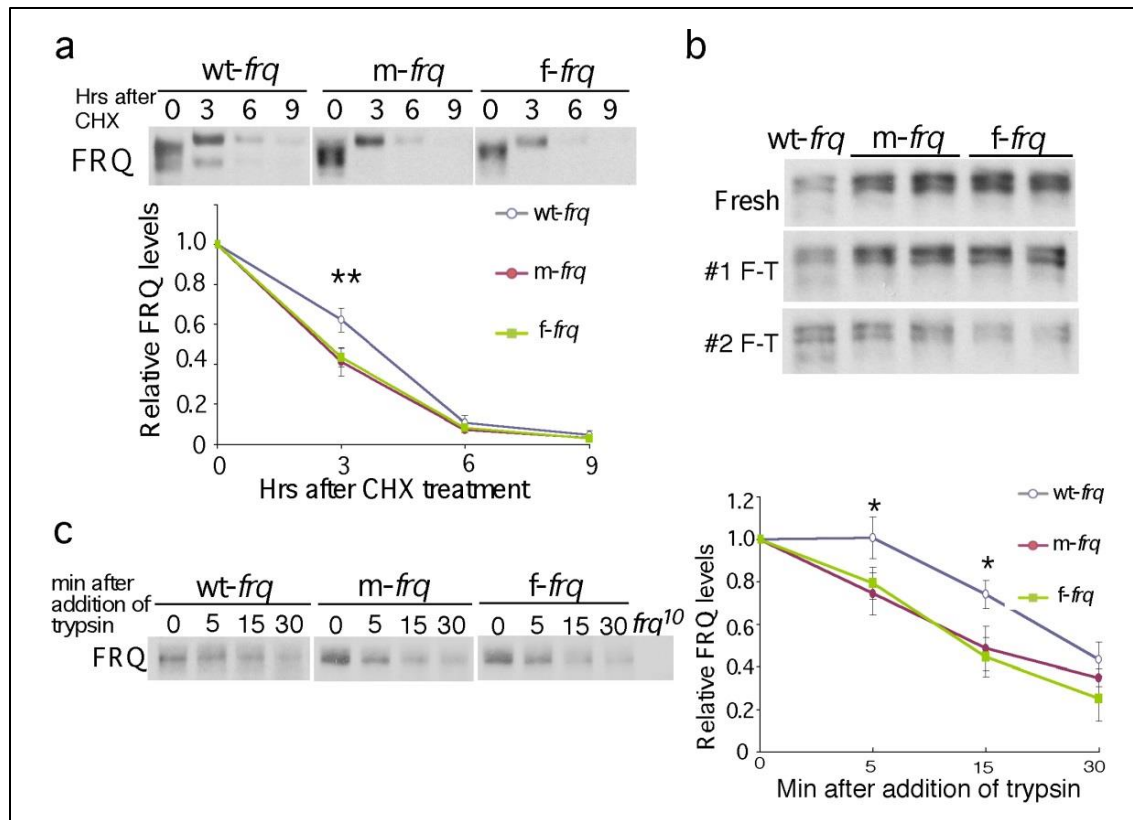 a
wt-frq m-frq f-frq
Hrs after
CHX
0 3 6 9 0 3 6 9 0 3 6 9
FRQ
Relative FRQ levels
1.0
0.8
0.6
0.4
0.2
0
**
wt-frq
m-frq
f-frq
0 3 6 9
Hrs after CHX treatment
b
wt-frq m-frq f-frq
Fresh
#1 F-T
#2 F-T
c
min after
addition of
trypsin
wt-frq m-frq f-frq
0 5 15 30 0 5 15 30 0 5 15 30 frq10
FRQ
Relative FRQ levels
1.2
1.0
0.8
0.6
0.4
0.2
0
*
*
wt-frq
m-frq
f-frq
0 5 15 30
Min after addition of trypsin